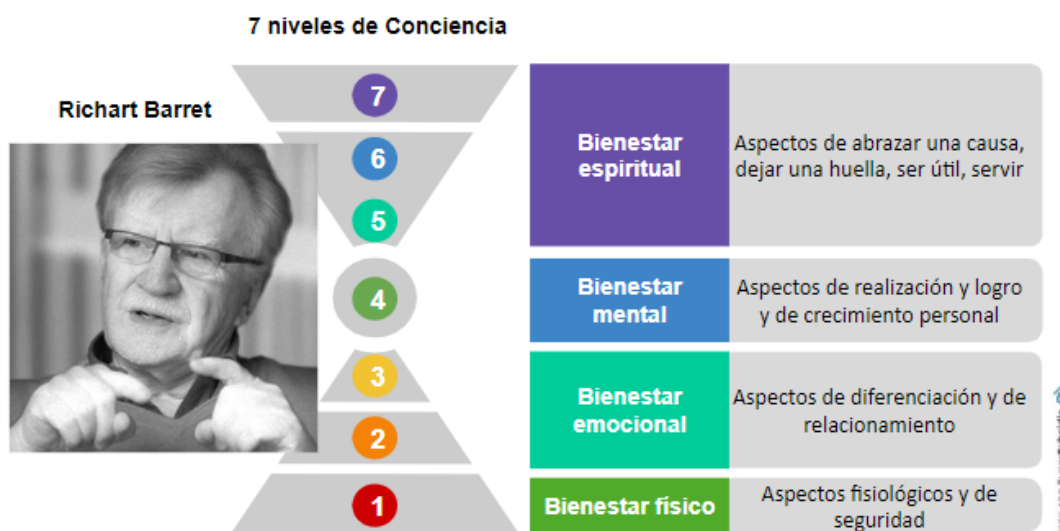 7 niveles de Conciencia
Richart Barret
7
6
5
4
3
2
1
Bienestar
espiritual
Aspectos de abrazar una causa,
dejar una huella, ser útil, servir
Bienestar
mental
Aspectos de realización y logro
y de crecimiento personal
Bienestar
emocional
Aspectos de diferenciación y de
relacionamiento
Bienestar físico
Aspectos fisiológicos y de
seguridad